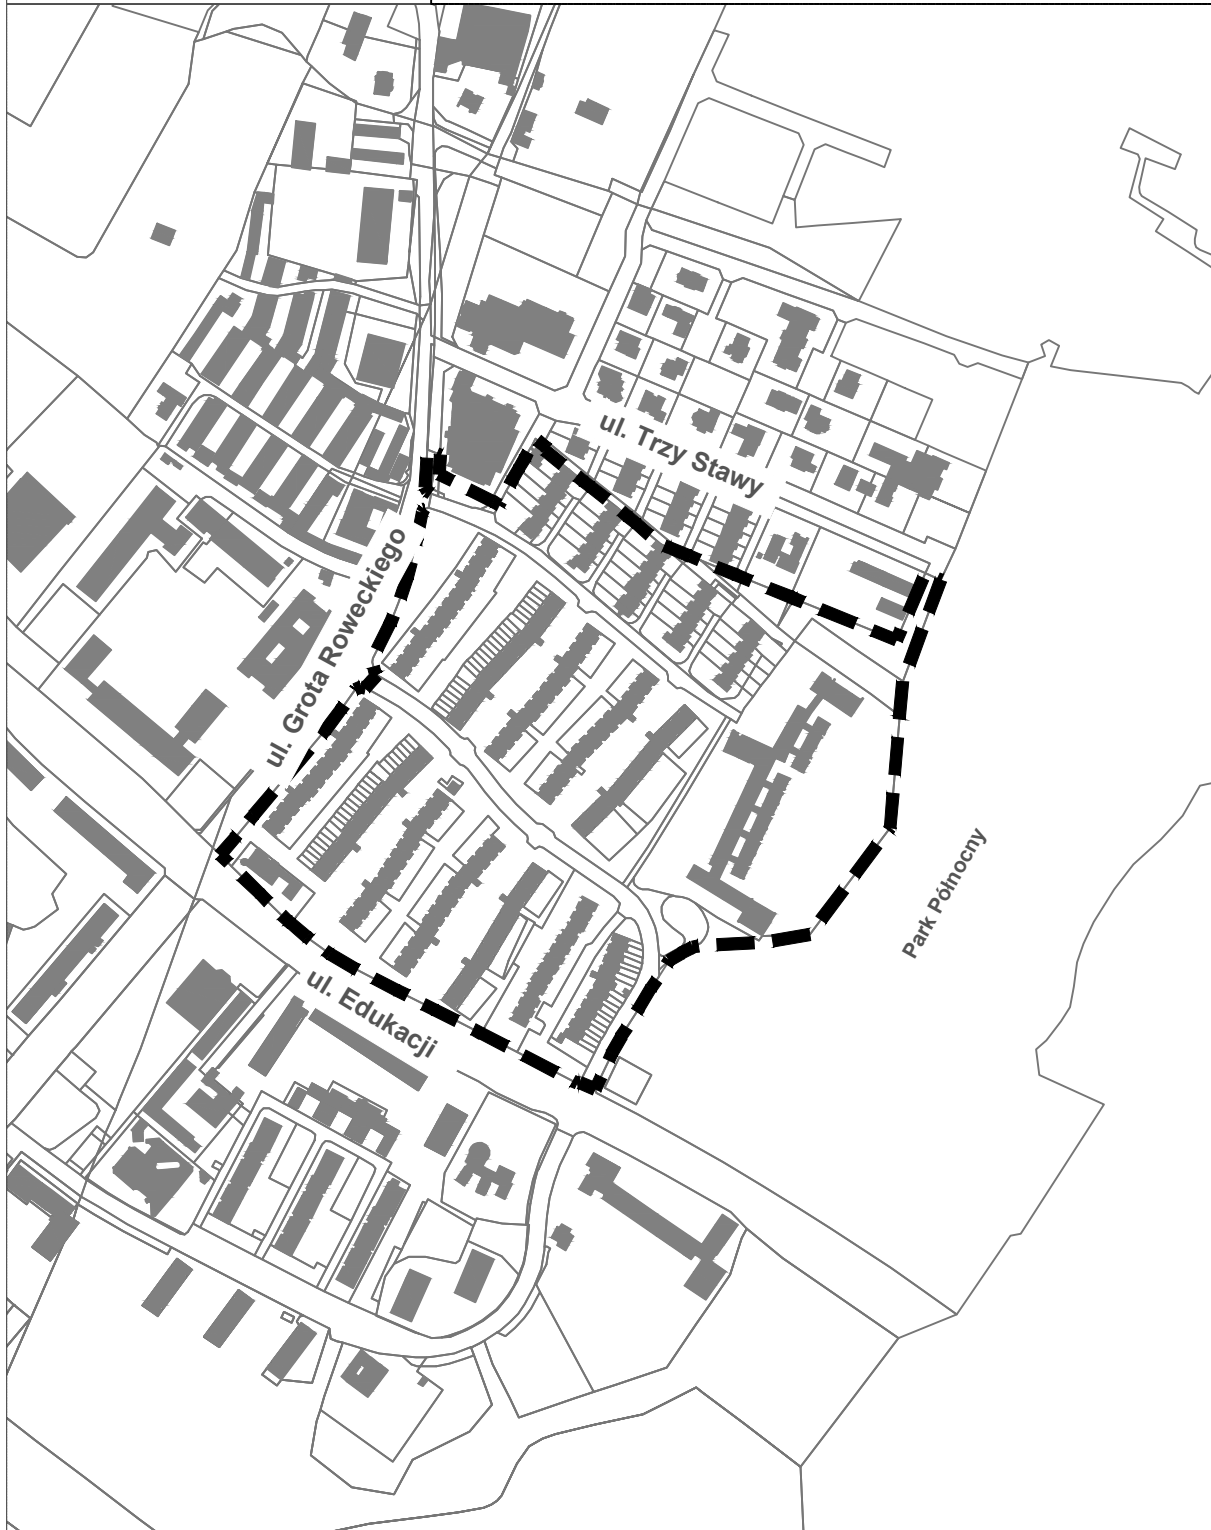 ul. Trzy Stawy
ul. Grota Roweckiego
Park Północny
ul. Edukacji